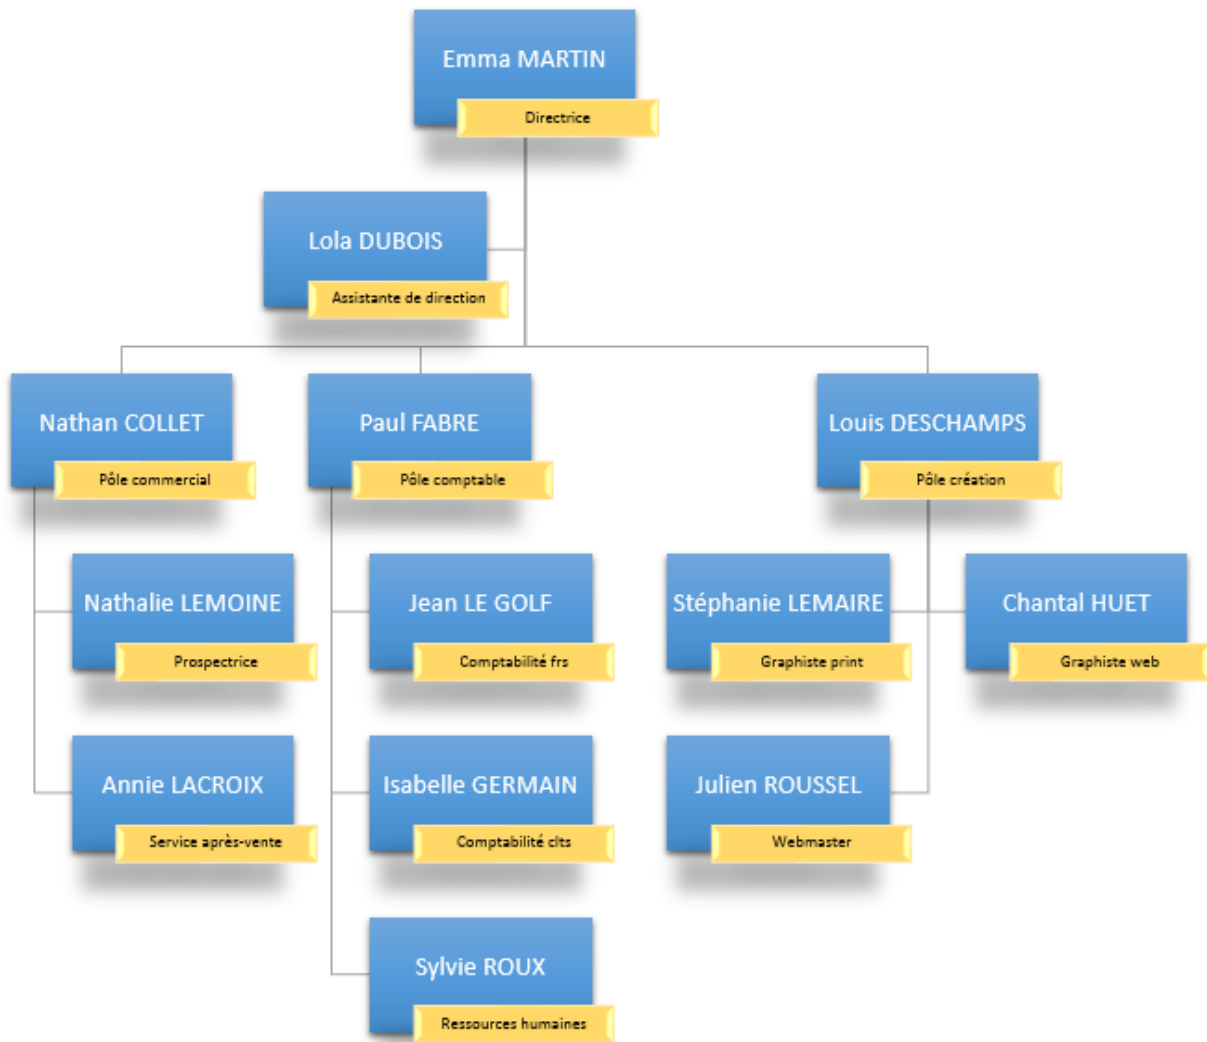 Emma MARTIN
Directrice
Lola DUBOIS
Assistante de direction
Nathan COLLET
Pôle commercial
Paul FABRE
Pôle comptable
Louis DESCHAMPS
Pôle création
Nathalie LEMOINE
Prospectrice
Jean LE GOLF
Comptabilité frs
Stéphanie LEMAIRE
Graphiste print
Chantal HUET
Graphiste web
Annie LACROIX
Service après-vente
Isabelle GERMAIN
Comptabilité clts
Julien ROUSSEL
Webmaster
Sylvie ROUX
Ressources humaines